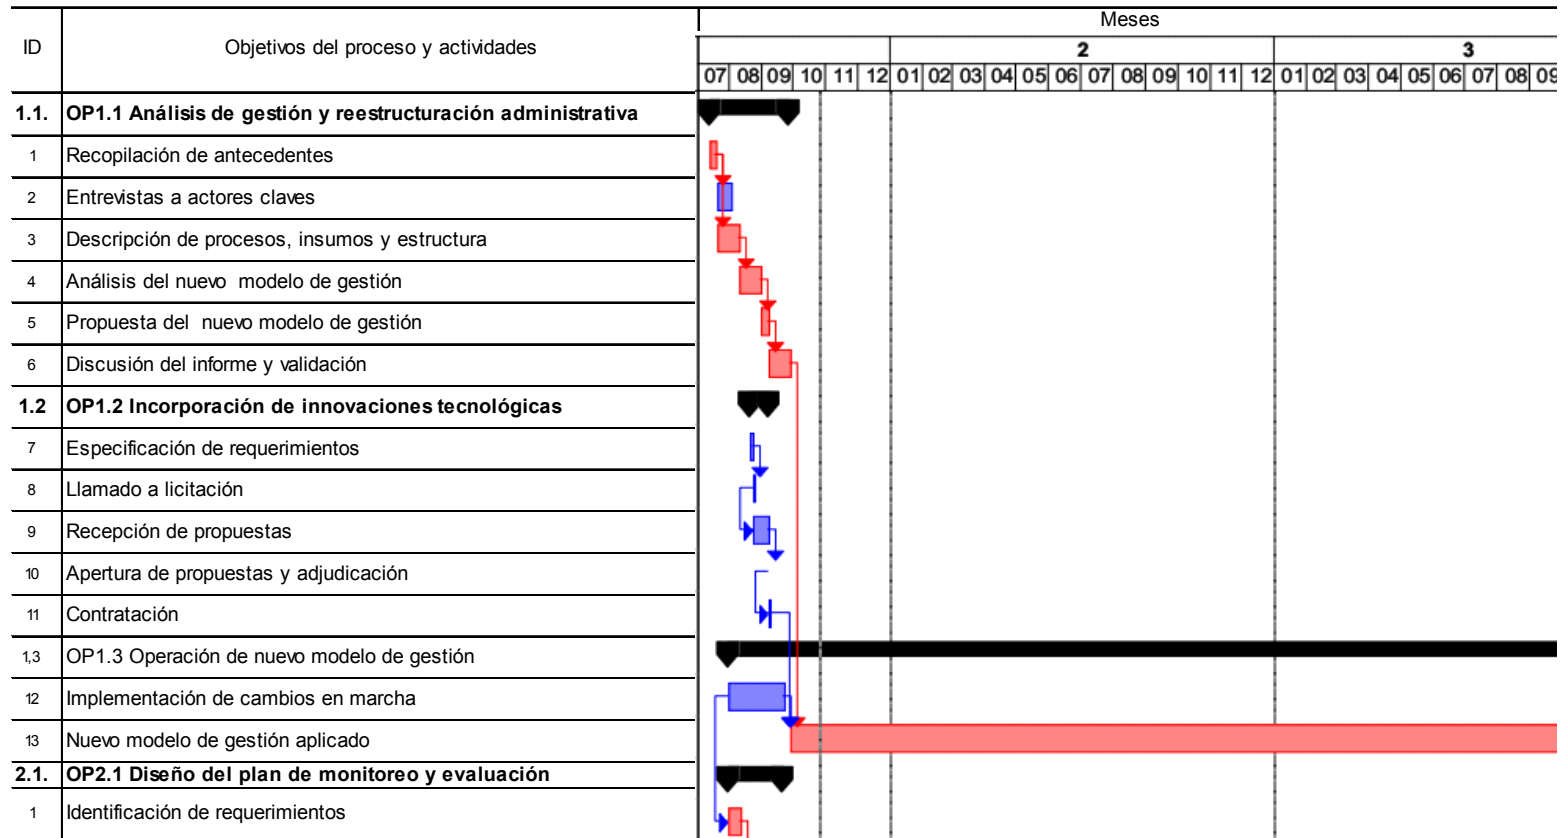 Meses
ID Objetivos del proceso y actividades
2 3
07 08 09 10 11 12 01 02 03 04 05 06 07 08 09 10 11 12 01 02 03 04 05 06 07 08 09
1.1. OP1.1 Análisis de gestión y reestructuración administrativa
1 Recopilación de antecedentes
2 Entrevistas a actores claves
3 Descripción de procesos, insumos y estructura
4 Análisis del nuevo modelo de gestión
5 Propuesta del nuevo modelo de gestión
6 Discusión del informe y validación
1.2 OP1.2 Incorporación de innovaciones tecnológicas
7 Especificación de requerimientos
8 Llamado a licitación
9 Recepción de propuestas
10 Apertura de propuestas y adjudicación
11 Contratación
1,3 OP1.3 Operación de nuevo modelo de gestión
12 Implementación de cambios en marcha
13 Nuevo modelo de gestión aplicado
2.1. OP2.1 Diseño del plan de monitoreo y evaluación
1 Identificación de requerimientos